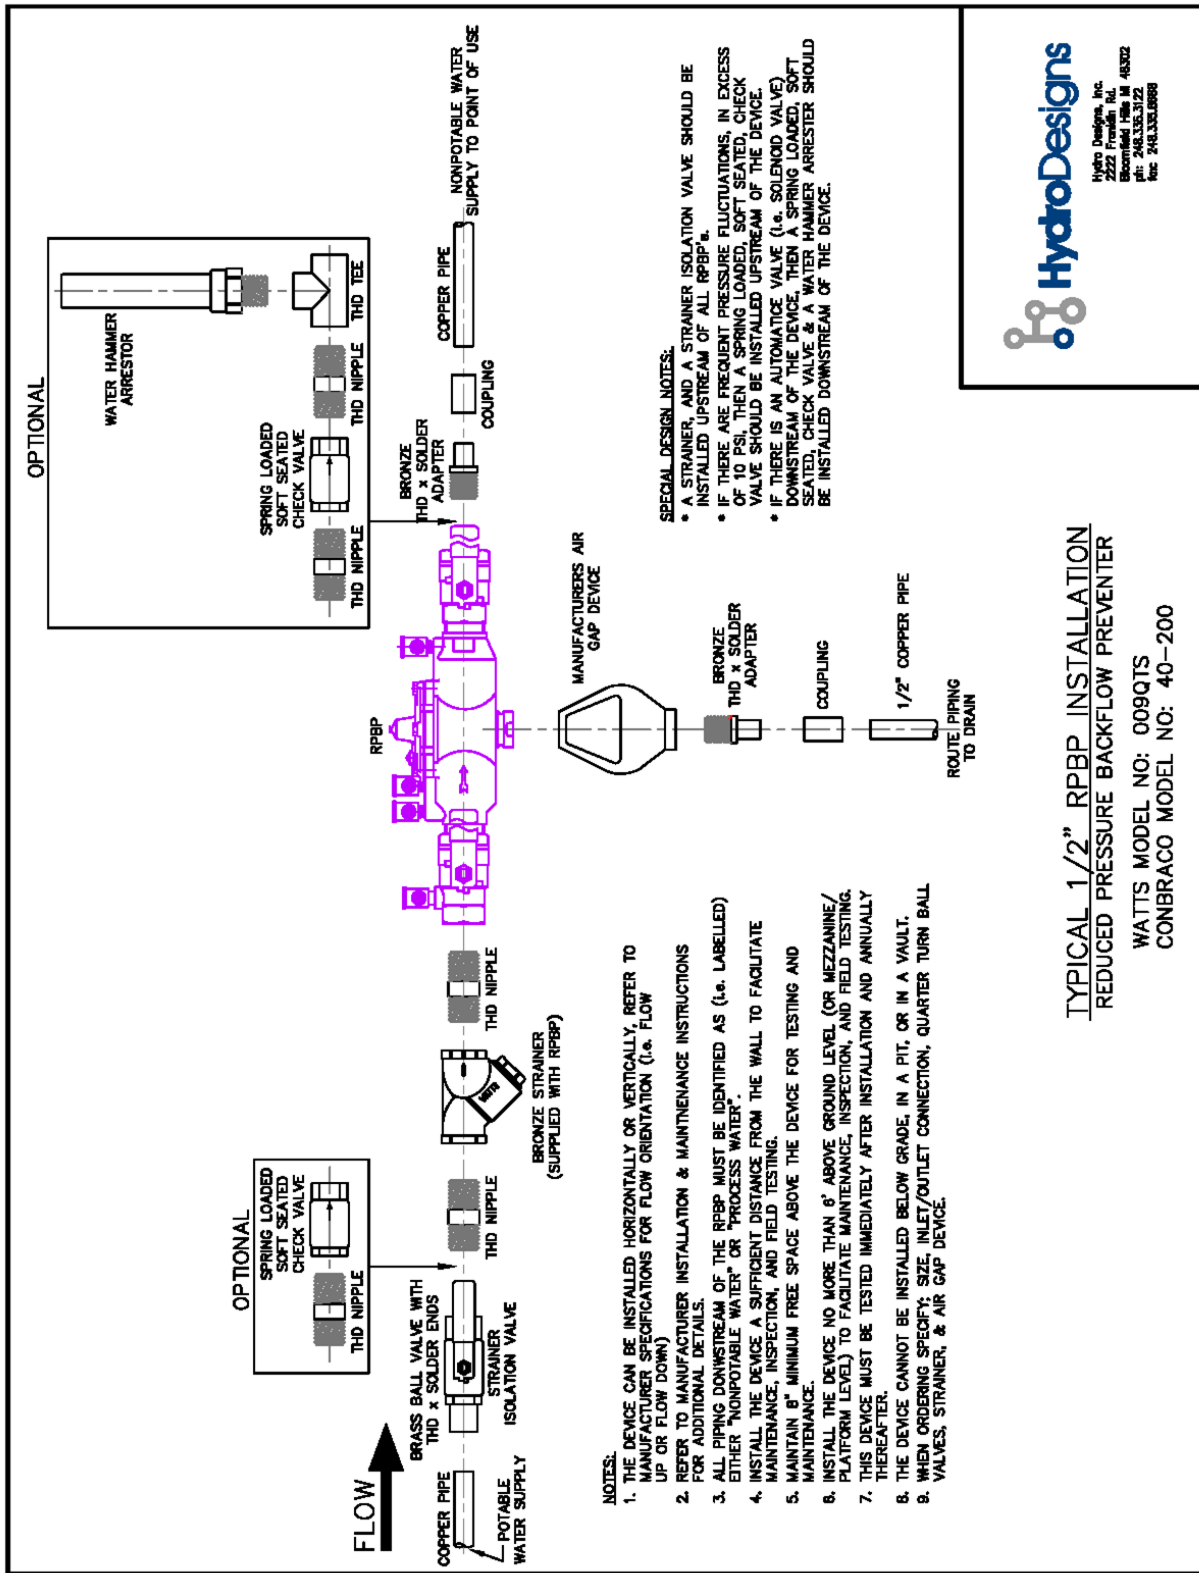 OPTIONAL
WATER HAMMER
ARRESTOR
SPRING LOADED
SOFT SEATED
CHECK VALVE
THD NIPPLE
THD NIPPLE
THD TEE
OPTIONAL
SPRING LOADED
SOFT SEATED
CHECK VALVE
THD NIPPLE
FLOW
BRASS BALL VALVE WITH
THD x SOLDER ENDS
COPPER PIPE
POTABLE
WATER SUPPLY
STRAINER
ISOLATION VALVE
THD NIPPLE
BRONZE STRAINER
(SUPPLIED WITH RPBP)
WATTS
THD NIPPLE
RPBP
BRONZE
THD x SOLDER
ADAPTER
COUPLING
COPPER PIPE
NONPOTABLE WATER
SUPPLY TO POINT OF USE
MANUFACTURERS AIR
GAP DEVICE
BRONZE
THD x SOLDER
ADAPTER
COUPLING
1/2" COPPER PIPE
ROUTE PIPING
TO DRAIN
NOTES:
1. THE DEVICE CAN BE INSTALLED HORIZONTALLY OR VERTICALLY, REFER TO
MANUFACTURER SPECIFICATIONS FOR FLOW ORIENTATION (i.e. FLOW
UP OR FLOW DOWN)
2. REFER TO MANUFACTURER INSTALLATION & MAINTNENANCE INSTRUCTIONS
FOR ADDITIONAL DETAILS.
3. ALL PIPING DONWSTREAM OF THE RPBP MUST BE IDENTIFIED AS (i.e. LABELLED)
EITHER "NONPOTABLE WATER" OR "PROCESS WATER".
4. INSTALL THE DEVICE A SUFFICIENT DISTANCE FROM THE WALL TO FACILITATE
MAINTENANCE, INSPECTION, AND FIELD TESTING.
5. MAINTAIN 8" MINIMUM FREE SPACE ABOVE THE DEVICE FOR TESTING AND
MAINTENANCE.
6. INSTALL THE DEVICE NO MORE THAN 6' ABOVE GROUND LEVEL (OR MEZZANINE/
PLATFORM LEVEL) TO FACILITATE MAINTENANCE, INSPECTION, AND FIELD TESTING.
7. THIS DEVICE MUST BE TESTED IMMEDIATELY AFTER INSTALLATION AND ANNUALLY
THEREAFTER.
8. THE DEVICE CANNOT BE INSTALLED BELOW GRADE, IN A PIT, OR IN A VAULT.
9. WHEN ORDERING SPECIFY; SIZE, INLET/OUTLET CONNECTION, QUARTER TURN BALL
VALVES, STRAINER, & AIR GAP DEVICE.
SPECIAL DESIGN NOTES:
* A STRAINER, AND A STRAINER ISOLATION VALVE SHOULD BE
INSTALLED UPSTREAM OF ALL RPBP's.
* IF THERE ARE FREQUENT PRESSURE FLUCTUATIONS, IN EXCESS
OF 10 PSI, THEN A SPRING LOADED, SOFT SEATED, CHECK
VALVE SHOULD BE INSTALLED UPSTREAM OF THE DEVICE.
* IF THERE IS AN AUTOMATICE VALVE (i.e. SOLENOID VALVE)
DOWNSTREAM OF THE DEVICE, THEN A SPRING LOADED, SOFT
SEATED, CHECK VALVE & A WATER HAMMER ARRESTER SHOULD
BE INSTALLED DOWNSTREAM OF THE DEVICE.
TYPICAL 1/2" RPBP INSTALLATION
REDUCED PRESSURE BACKFLOW PREVENTER
WATTS MODEL NO: 009QTS
CONBRACO MODEL NO: 40-200
HydroDesigns
Hydro Designs, Inc.
2222 Franklin Rd.
Bloomfield Hills MI 48302
ph: 248.335.3122
fax: 248.335.8988